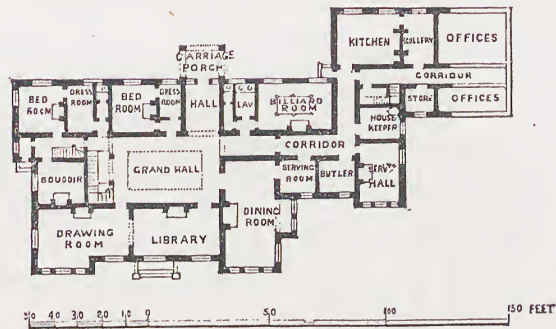 KITCHEN
SCULLERY
OFFICES
CARRIAGE
PORCH
CORRIDOR
BED
ROOM
DRESS
ROOM
BED
ROOM
DRESS
ROOM
HALL
LAV
BILLIARD
ROOM
STORE
OFFICES
HOUSE
KEEPER
CORRIDOR
GRAND HALL
BOUDOIR
SERVING
ROOM
BUTLER
SERVTS
HALL
DINING
ROOM
DRAWING
ROOM
LIBRARY
50 40 30 20 10 0 50 100 150 FEET